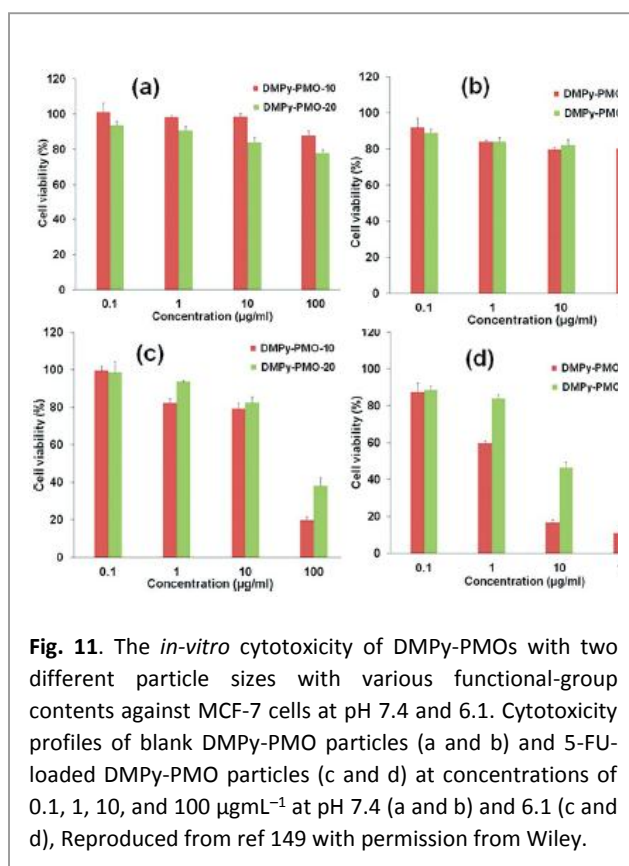 (a)
DMPy-PMO-10
DMPy-PMO-20
Cell viability (%)
120
100
80
60
40
20
0
0.1 1 10 100
Concentration (µg/ml)
(b)
DMPy-PMO
DMPy-PMO
Cell viability (%)
120
100
80
60
40
20
0
0.1 1 10
Concentration (µg/ml)
(c)
DMPy-PMO-10
DMPy-PMO-20
Cell viability (%)
120
100
80
60
40
20
0
0.1 1 10 100
Concentration (µg/ml)
(d)
DMPy-PMO
DMPy-PMO
Cell viability (%)
100
80
60
40
20
0
0.1 1 10
Concentration (µg/ml)
Fig. 11. The in-vitro cytotoxicity of DMPy-PMOs with two
different particle sizes with various functional-group
contents against MCF-7 cells at pH 7.4 and 6.1. Cytotoxicity
profiles of blank DMPy-PMO particles (a and b) and 5-FU-
loaded DMPy-PMO particles (c and d) at concentrations of
0.1, 1, 10, and 100 µgmL⁻¹ at pH 7.4 (a and b) and 6.1 (c and
d), Reproduced from ref 149 with permission from Wiley.